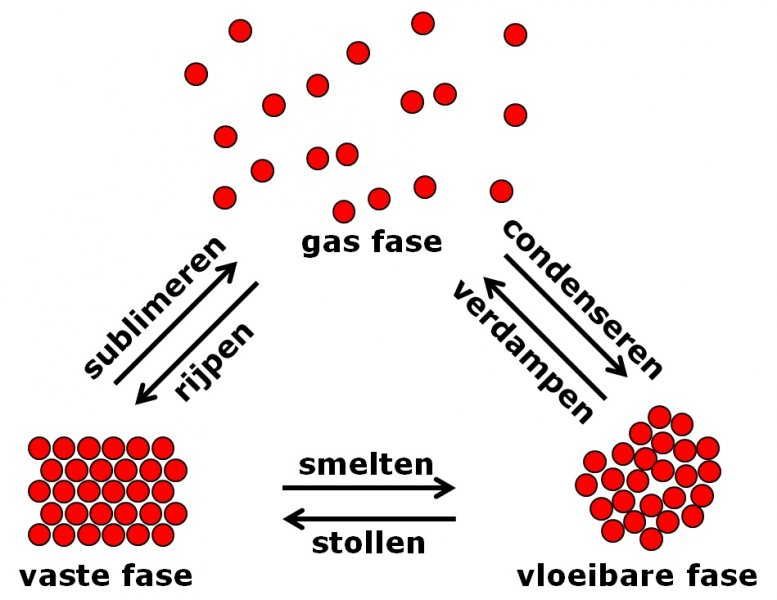 gas fase
sublimeren
rijpen
condenseren
verdampen
smelten
stollen
vaste fase
vloeibare fase